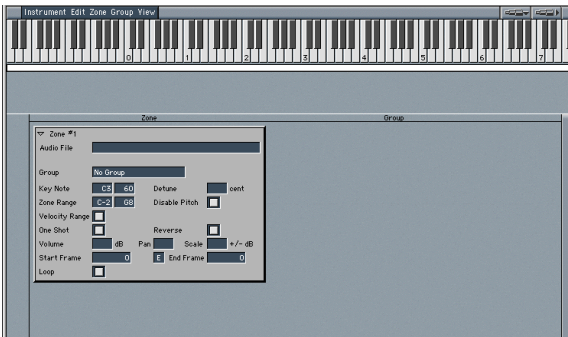 Instrument Edit Zone Group View
0 1 2 3 4 5 6 7
Zone Group
Zone #1
Audio File
Group No Group
Key Note C3 60 Detune cent
Zone Range C-2 G8 Disable Pitch
Velocity Range
One Shot Reverse
Volume dB Pan Scale +/- dB
Start Frame 0 E End Frame 0
Loop